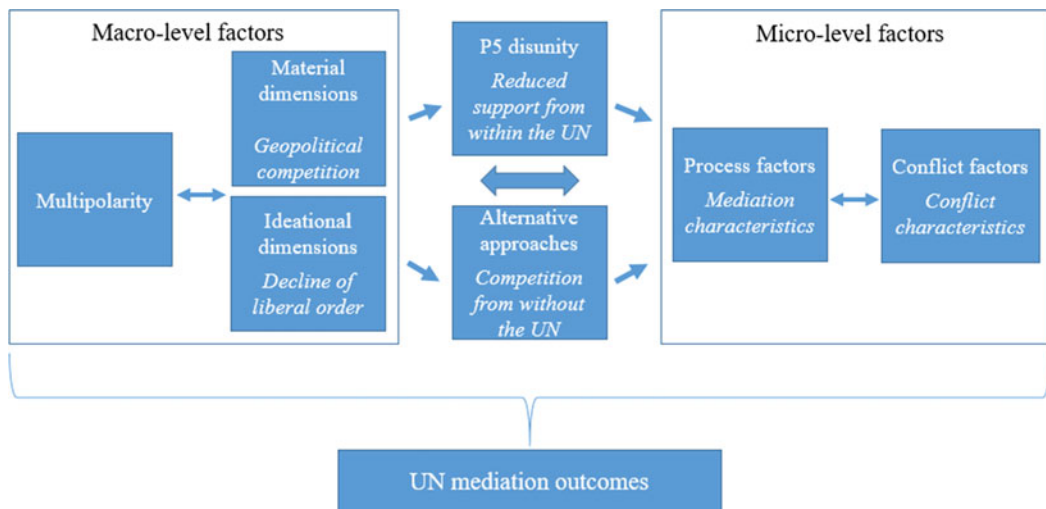 Macro-level factors
Multipolarity
Material
dimensions
Geopolitical
competition
Ideational
dimensions
Decline of
liberal order
P5 disunity
Reduced
support from
within the UN
Alternative
approaches
Competition
from without
the UN
Micro-level factors
Process factors
Mediation
characteristics
Conflict factors
Conflict
characteristics
UN mediation outcomes